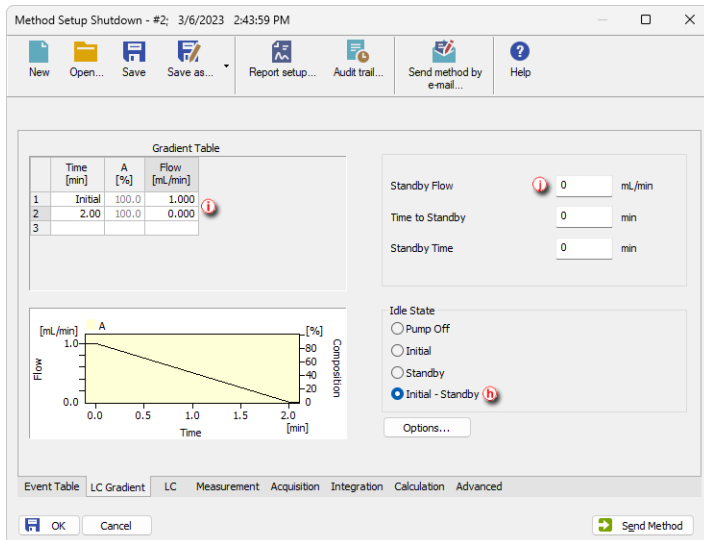 Method Setup Shutdown - #2; 3/6/2023 2:43:59 PM
New Open... Save Save as... Report setup... Audit trail... Send method by e-mail... Help
Gradient Table
Time [min] A [%] Flow [mL/min]
1 Initial 100.0 1.000
2 2.00 100.0 0.000
3
i
Standby Flow j 0 mL/min
Time to Standby 0 min
Standby Time 0 min
[mL/min] A [%]
1.0
0.0
Flow
80
60
40
20
0
Composition
0.0 0.5 1.0 1.5 2.0
Time [min]
Idle State
Pump Off
Initial
Standby
Initial - Standby h
Options...
Event Table LC Gradient LC Measurement Acquisition Integration Calculation Advanced
OK Cancel Send Method